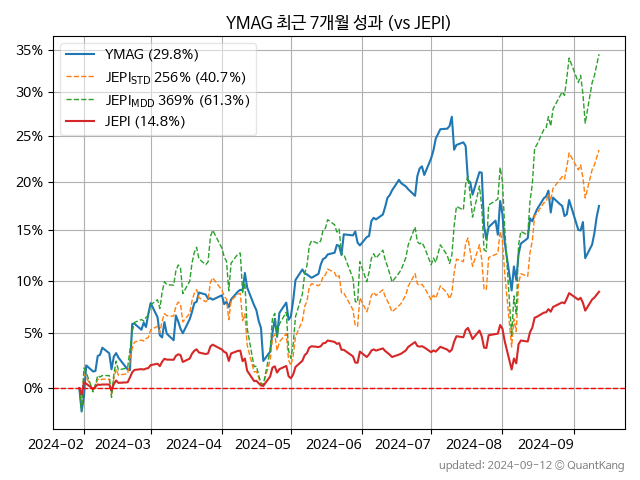 YMAG 최근 7개월 성과 (vs JEPI)
YMAG (29.8%)
JEPI_STD 256% (40.7%)
JEPI_MDD 369% (61.3%)
JEPI (14.8%)
35%
30%
25%
20%
15%
10%
5%
0%
2024-02 2024-03 2024-04 2024-05 2024-06 2024-07 2024-08 2024-09
updated: 2024-09-12 © QuantKang